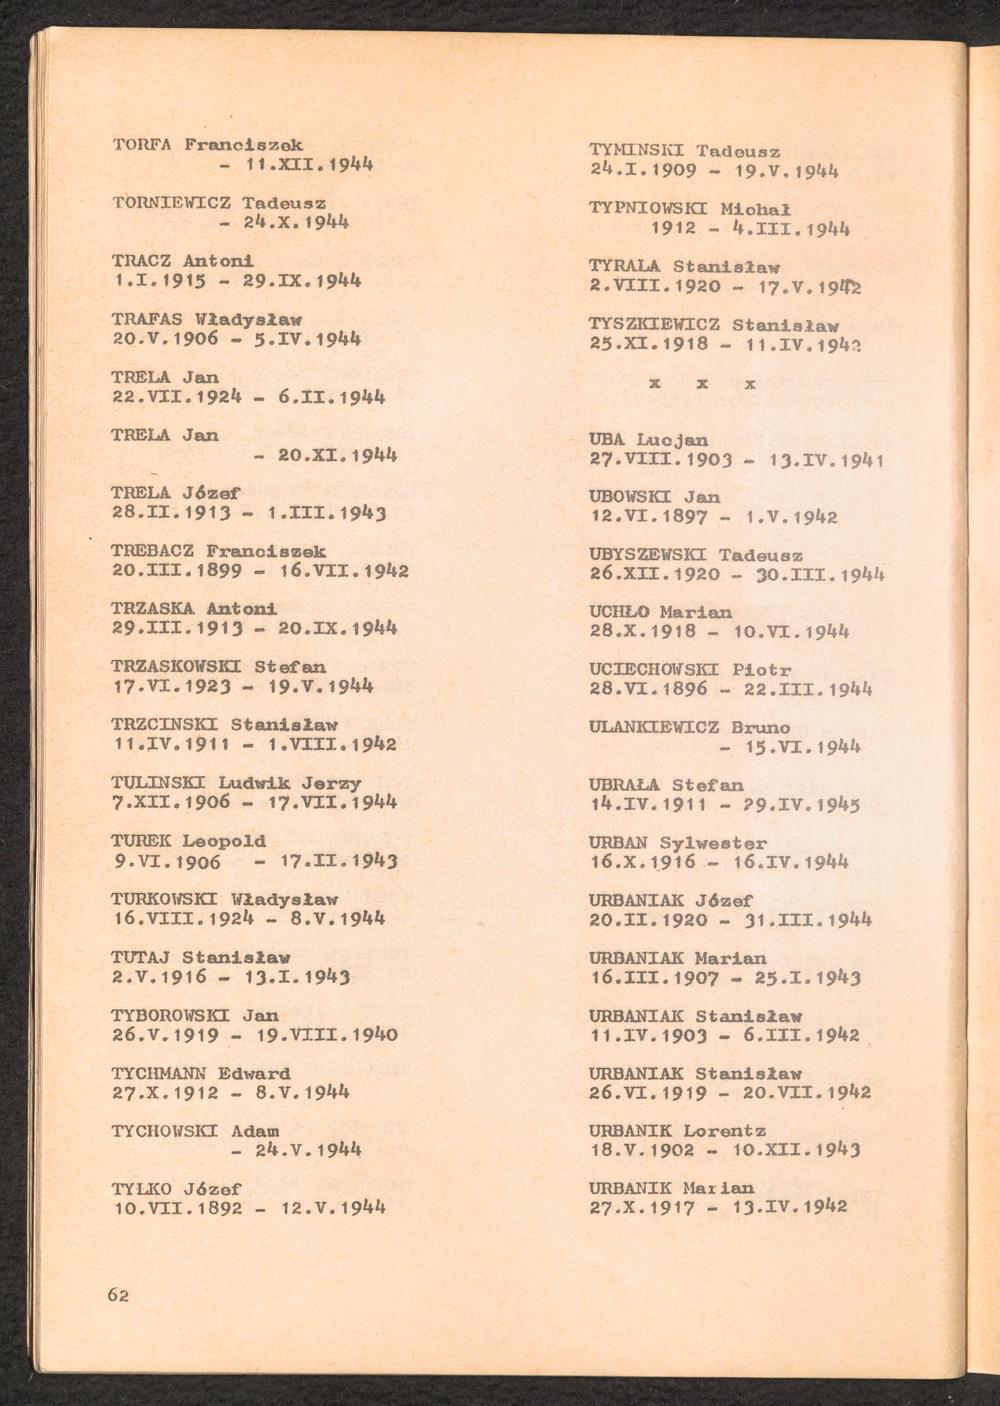 TORFA Franciszek
- 11.XII.1944
TORNIEWICZ Tadeusz
- 24.X.1944
TRACZ Antoni
1.I.1915 - 29.IX.1944
TRAFAS Władysław
20.V.1906 - 5.IV.1944
TRELA Jan
22.VII.1924 - 6.II.1944
TRELA Jan
- 20.XI.1944
TRELA Józef
28.II.1913 - 1.III.1943
TREBACZ Franciszek
20.III.1899 - 16.VII.1942
TRZASKA Antoni
29.III.1913 - 20.IX.1944
TRZASKOWSKI Stefan
17.VI.1923 - 19.V.1944
TRZCINSKI Stanisław
11.IV.1911 - 1.VIII.1942
TULINSKI Ludwik Jerzy
7.XII.1906 - 17.VII.1944
TUREK Leopold
9.VI.1906 - 17.II.1943
TURKOWSKI Władysław
16.VIII.1924 - 8.V.1944
TUTAJ Stanisław
2.V.1916 - 13.I.1943
TYBOROWSKI Jan
26.V.1919 - 19.VIII.1940
TYCHMANN Edward
27.X.1912 - 8.V.1944
TYCHOWSKI Adam
- 24.V.1944
TYLKO Józef
10.VII.1892 - 12.V.1944
62
TYMINSKI Tadeusz
24.I.1909 - 19.V.1944
TYPNIOWSKI Michał
1912 - 4.III.1944
TYRALA Stanisław
2.VIII.1920 - 17.V.1942
TYSZKIEWICZ Stanisław
25.XI.1918 - 11.IV.1942
x x x
UBA Lucjan
27.VIII.1903 - 13.IV.1941
UBOWSKI Jan
12.VI.1897 - 1.V.1942
UBYSZEWSKI Tadeusz
26.XII.1920 - 30.III.1944
UCHŁO Marian
28.X.1918 - 10.VI.1944
UCIECHOWSKI Piotr
28.VI.1896 - 22.III.1944
ULANKIEWICZ Bruno
- 15.VI.1944
UBRAŁA Stefan
14.IV.1911 - 29.IV.1945
URBAN Sylwester
16.X.1916 - 16.IV.1944
URBANIAK Józef
20.II.1920 - 31.III.1944
URBANIAK Marian
16.III.1907 - 25.I.1943
URBANIAK Stanisław
11.IV.1903 - 6.III.1942
URBANIAK Stanisław
26.VI.1919 - 20.VII.1942
URBANIK Lorentz
18.V.1902 - 10.XII.1943
URBANIK Marian
27.X.1917 - 13.IV.1942